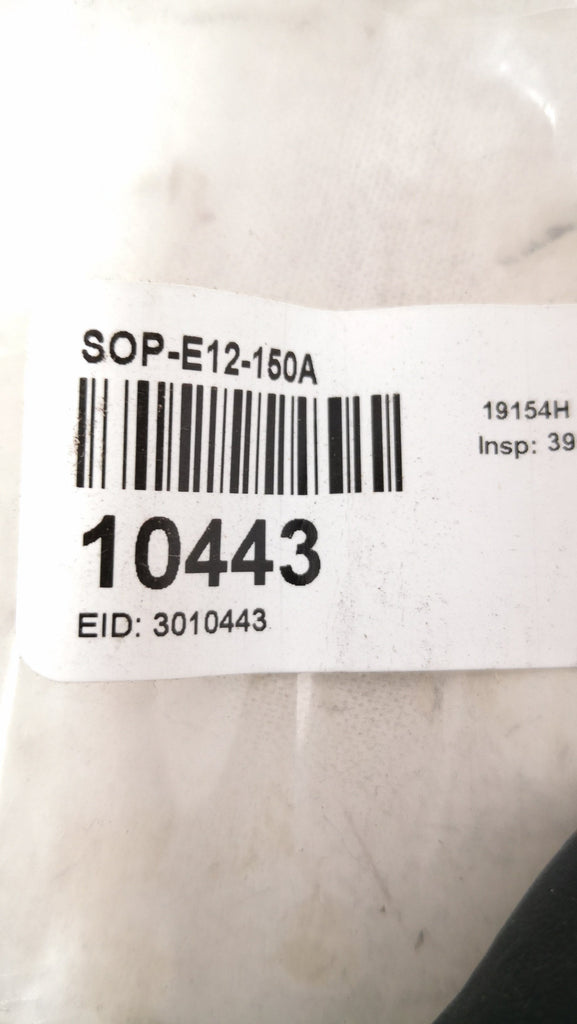 SOP-E12-150A
19154H
Insp: 39
10443
EID: 3010443